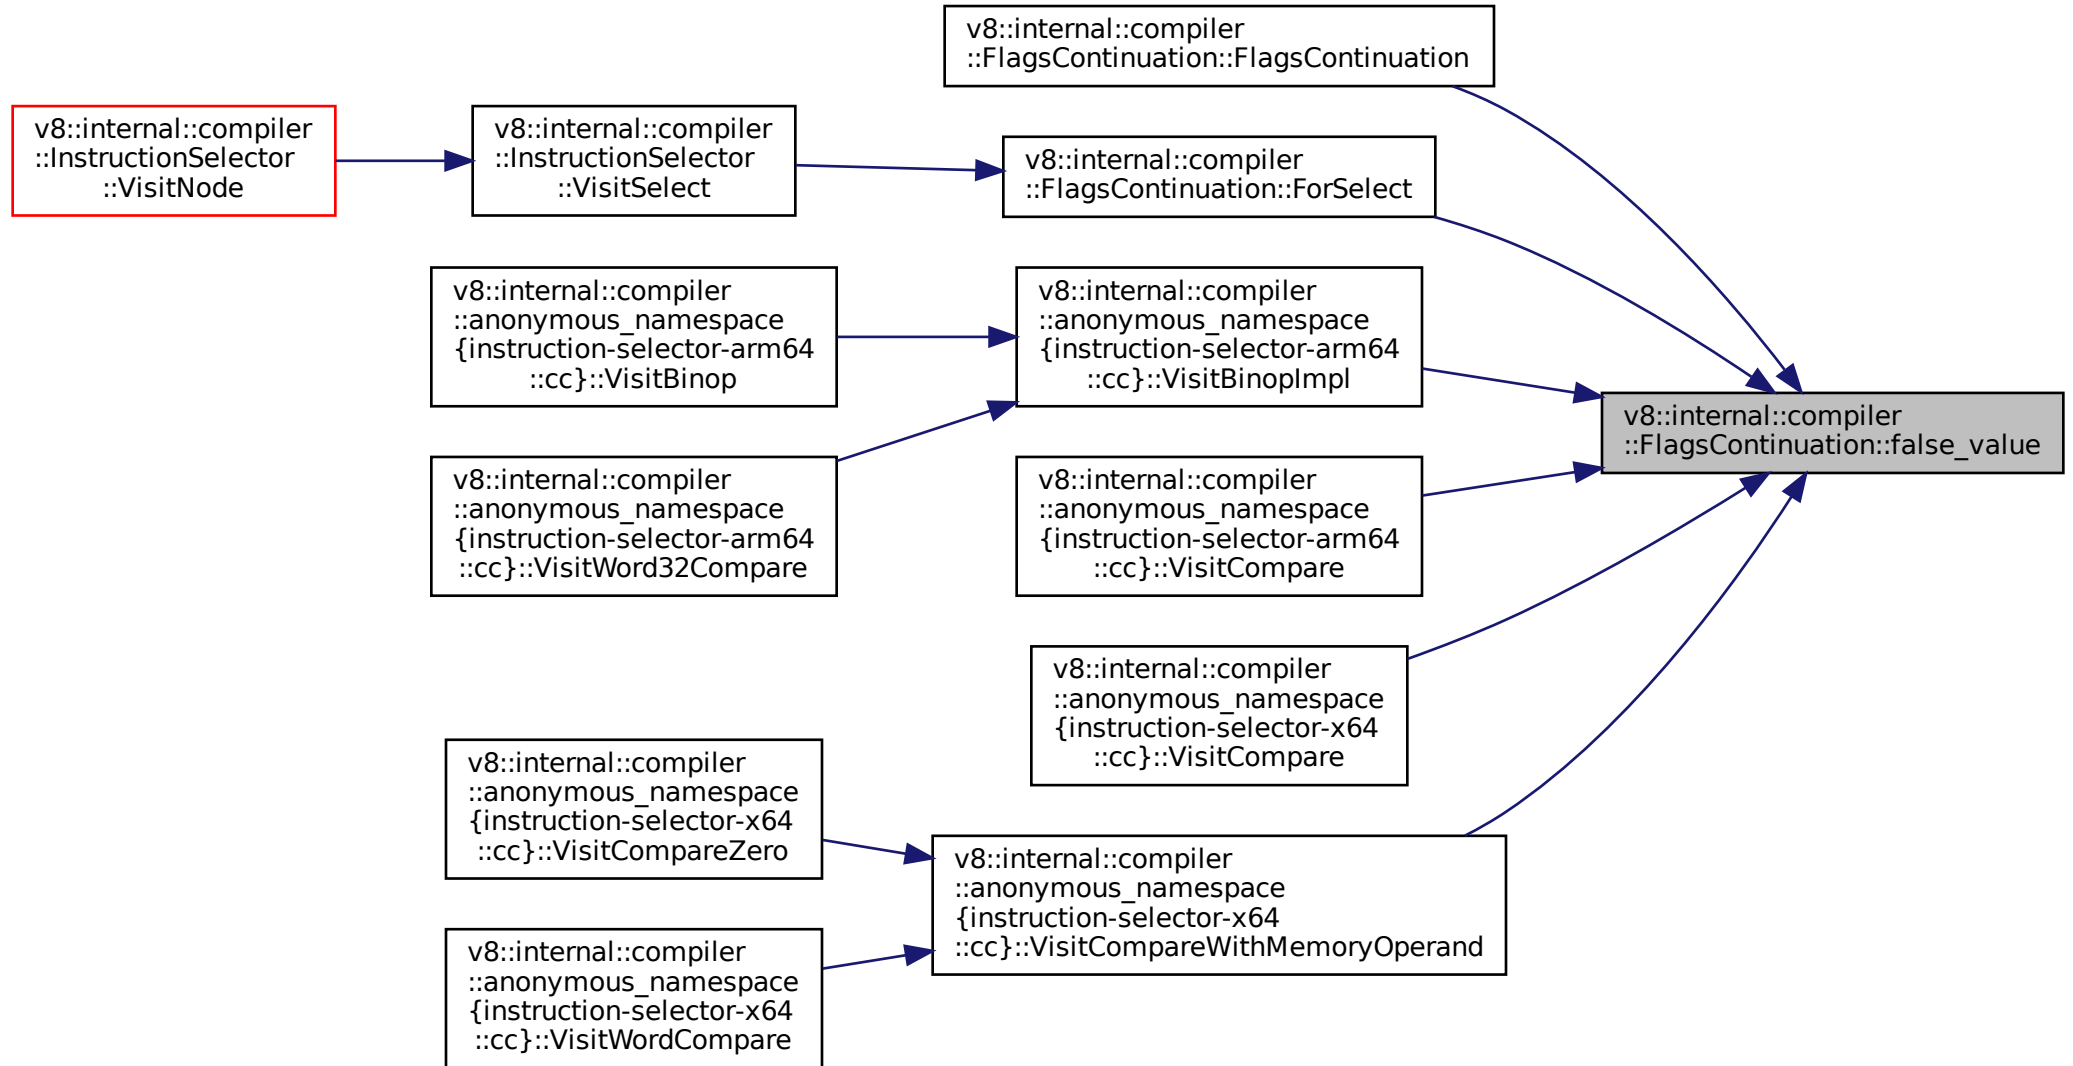 v8::internal::compiler
::FlagsContinuation::FlagsContinuation
v8::internal::compiler
::InstructionSelector
::VisitNode
v8::internal::compiler
::InstructionSelector
::VisitSelect
v8::internal::compiler
::FlagsContinuation::ForSelect
v8::internal::compiler
::anonymous_namespace
{instruction-selector-arm64
::cc}::VisitBinop
v8::internal::compiler
::anonymous_namespace
{instruction-selector-arm64
::cc}::VisitBinopImpl
v8::internal::compiler
::FlagsContinuation::false_value
v8::internal::compiler
::anonymous_namespace
{instruction-selector-arm64
::cc}::VisitWord32Compare
v8::internal::compiler
::anonymous_namespace
{instruction-selector-arm64
::cc}::VisitCompare
v8::internal::compiler
::anonymous_namespace
{instruction-selector-x64
::cc}::VisitCompare
v8::internal::compiler
::anonymous_namespace
{instruction-selector-x64
::cc}::VisitCompareZero
v8::internal::compiler
::anonymous_namespace
{instruction-selector-x64
::cc}::VisitCompareWithMemoryOperand
v8::internal::compiler
::anonymous_namespace
{instruction-selector-x64
::cc}::VisitWordCompare